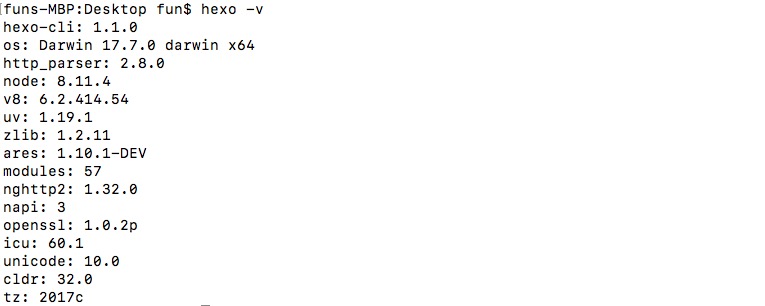 funs-MBP:Desktop fun$ hexo -v
hexo-cli: 1.1.0
os: Darwin 17.7.0 darwin x64
http_parser: 2.8.0
node: 8.11.4
v8: 6.2.414.54
uv: 1.19.1
zlib: 1.2.11
ares: 1.10.1-DEV
modules: 57
nghttp2: 1.32.0
napi: 3
openssl: 1.0.2p
icu: 60.1
unicode: 10.0
cldr: 32.0
tz: 2017c